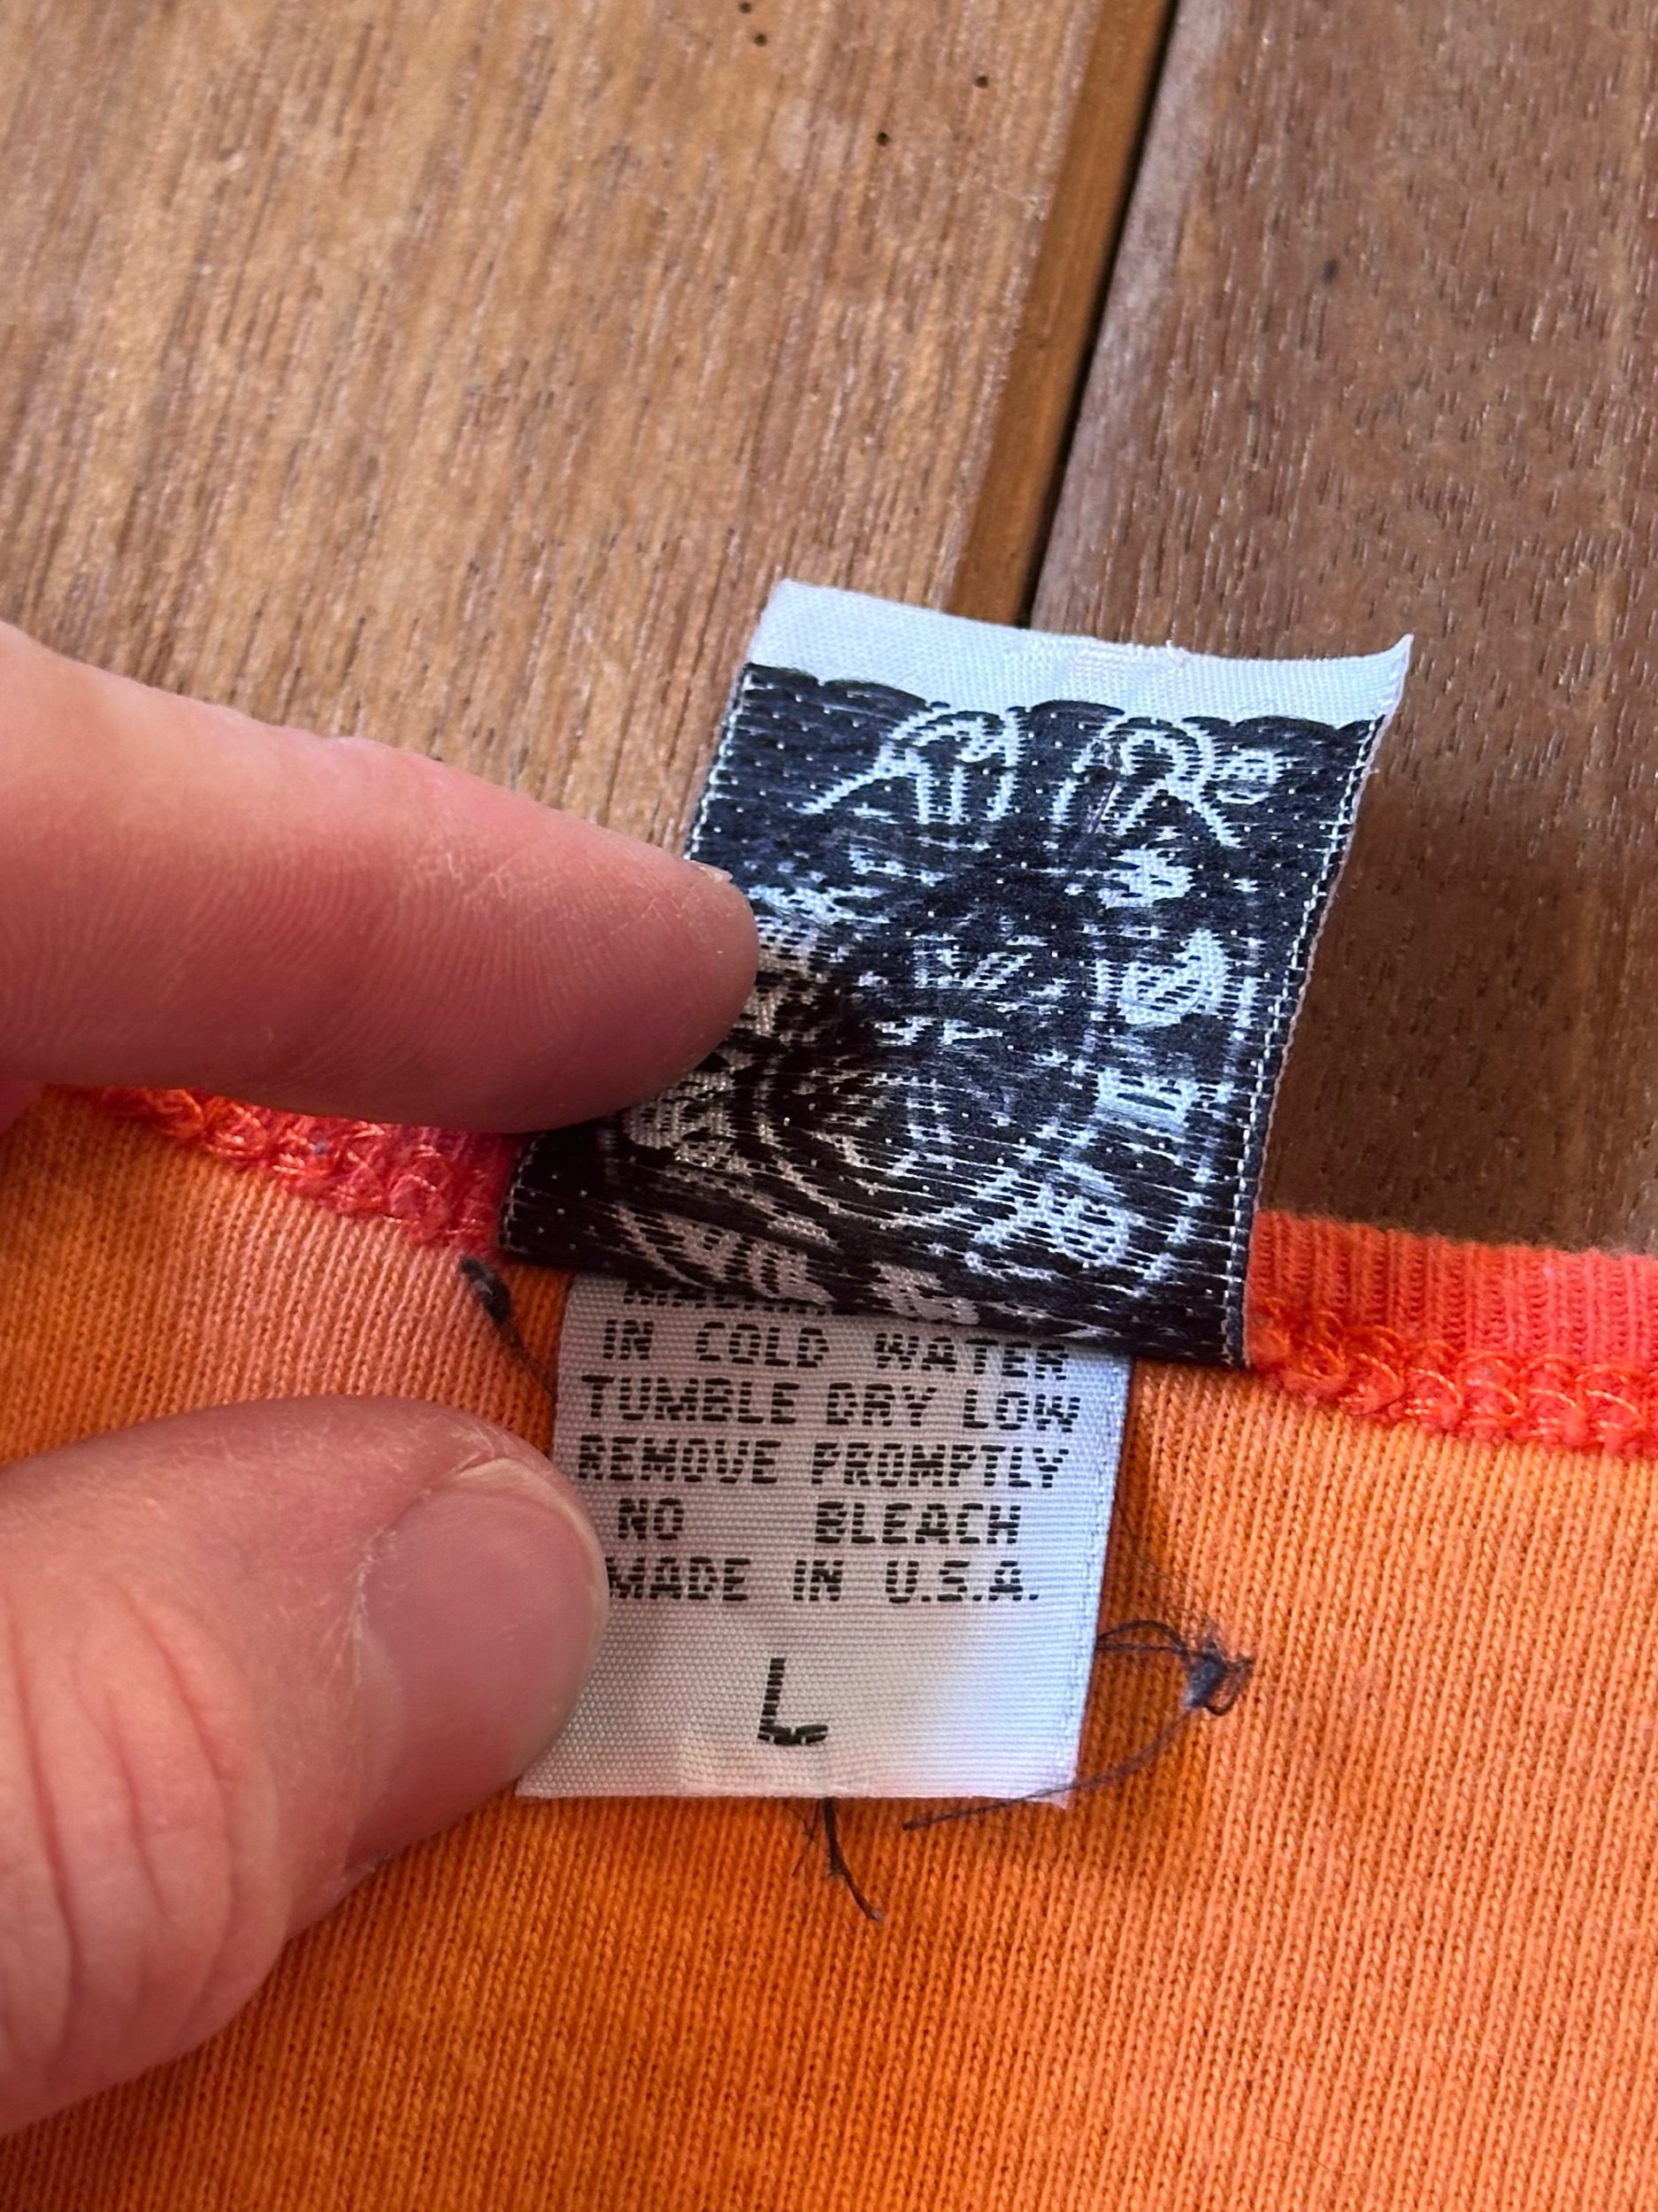 IN COLD WATER
TUMBLE DRY LOW
REMOVE PROMPTLY
NO BLEACH
MADE IN U.S.A.
L